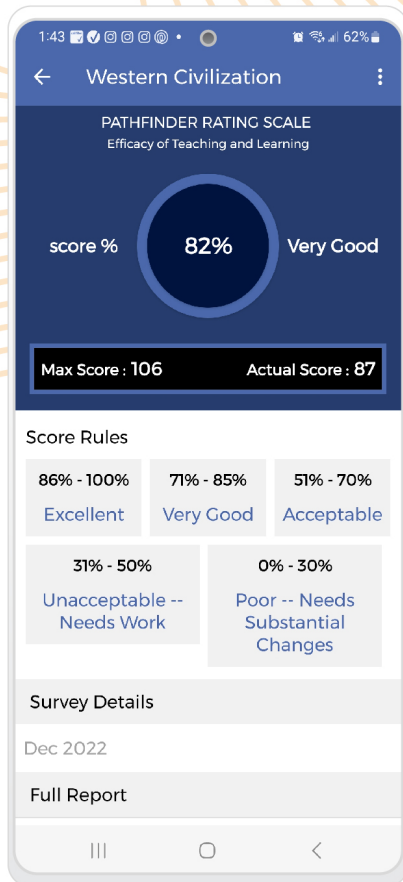 1:43 62%
Western Civilization
PATHFINDER RATING SCALE
Efficacy of Teaching and Learning
score % 82% Very Good
Max Score : 106 Actual Score : 87
Score Rules
86% - 100% 71% - 85% 51% - 70%
Excellent Very Good Acceptable
31% - 50% 0% - 30%
Unacceptable -- Poor -- Needs
Needs Work Substantial
Changes
Survey Details
Dec 2022
Full Report